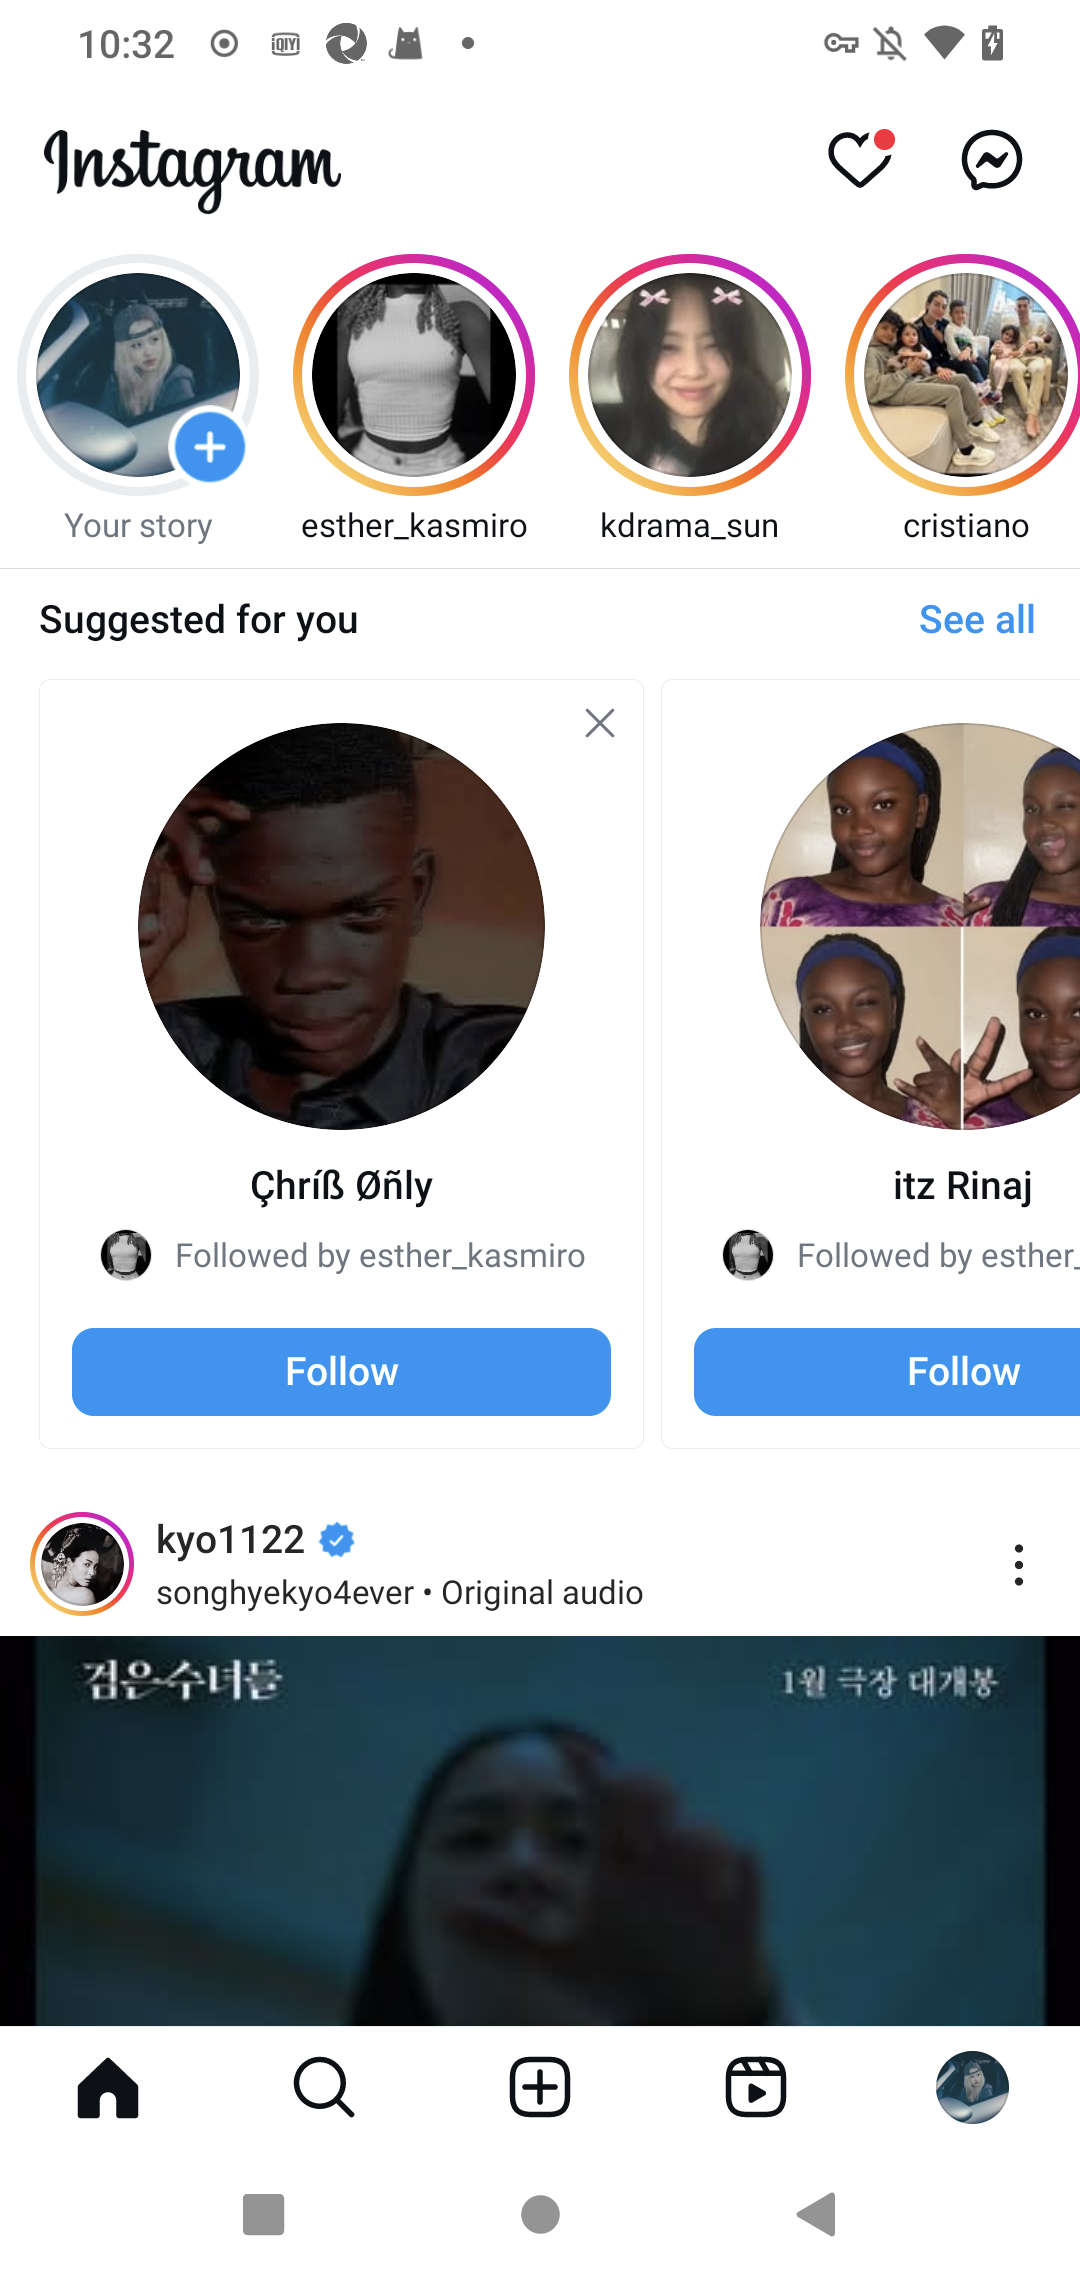 10:32
iQIYI
Instagram
Your story
esther_kasmiro
kdrama_sun
cristiano
Suggested for you
See all
Çhríß Øñly
itz Rinaj
Followed by esther_kasmiro
Followed by esther_
Follow
Follow
kyo1122
songhyekyo4ever • Original audio
검은수녀들
1월 극장 대개봉